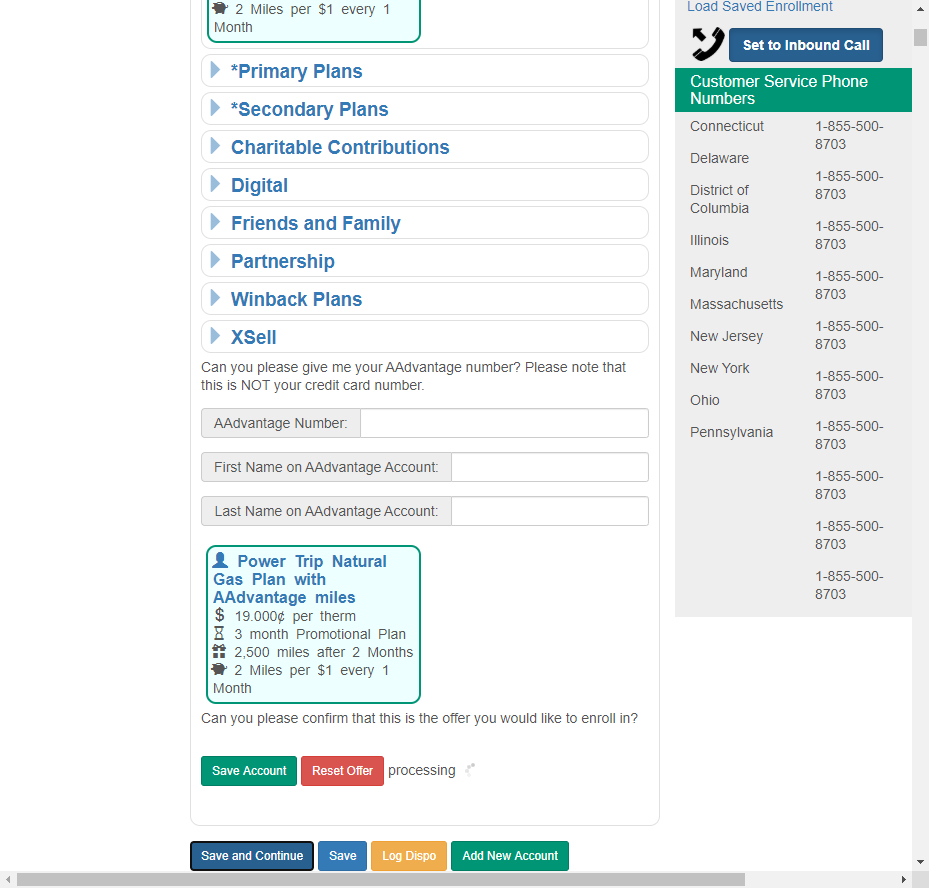 2 Miles per $1 every 1
Month
*Primary Plans
*Secondary Plans
Charitable Contributions
Digital
Friends and Family
Partnership
Winback Plans
XSell
Can you please give me your AAdvantage number? Please note that
this is NOT your credit card number.
AAdvantage Number:
First Name on AAdvantage Account:
Last Name on AAdvantage Account:
Power Trip Natural
Gas Plan with
AAdvantage miles
$ 19.000¢ per therm
3 month Promotional Plan
2,500 miles after 2 Months
2 Miles per $1 every 1
Month
Can you please confirm that this is the offer you would like to enroll in?
Save Account
Reset Offer
processing
Save and Continue
Save
Log Dispo
Add New Account
Load Saved Enrollment
Set to Inbound Call
Customer Service Phone
Numbers
Connecticut
Delaware
District of
Columbia
Illinois
Maryland
Massachusetts
New Jersey
New York
Ohio
Pennsylvania
1-855-500-
8703
1-855-500-
8703
1-855-500-
8703
1-855-500-
8703
1-855-500-
8703
1-855-500-
8703
1-855-500-
8703
1-855-500-
8703
1-855-500-
8703
1-855-500-
8703